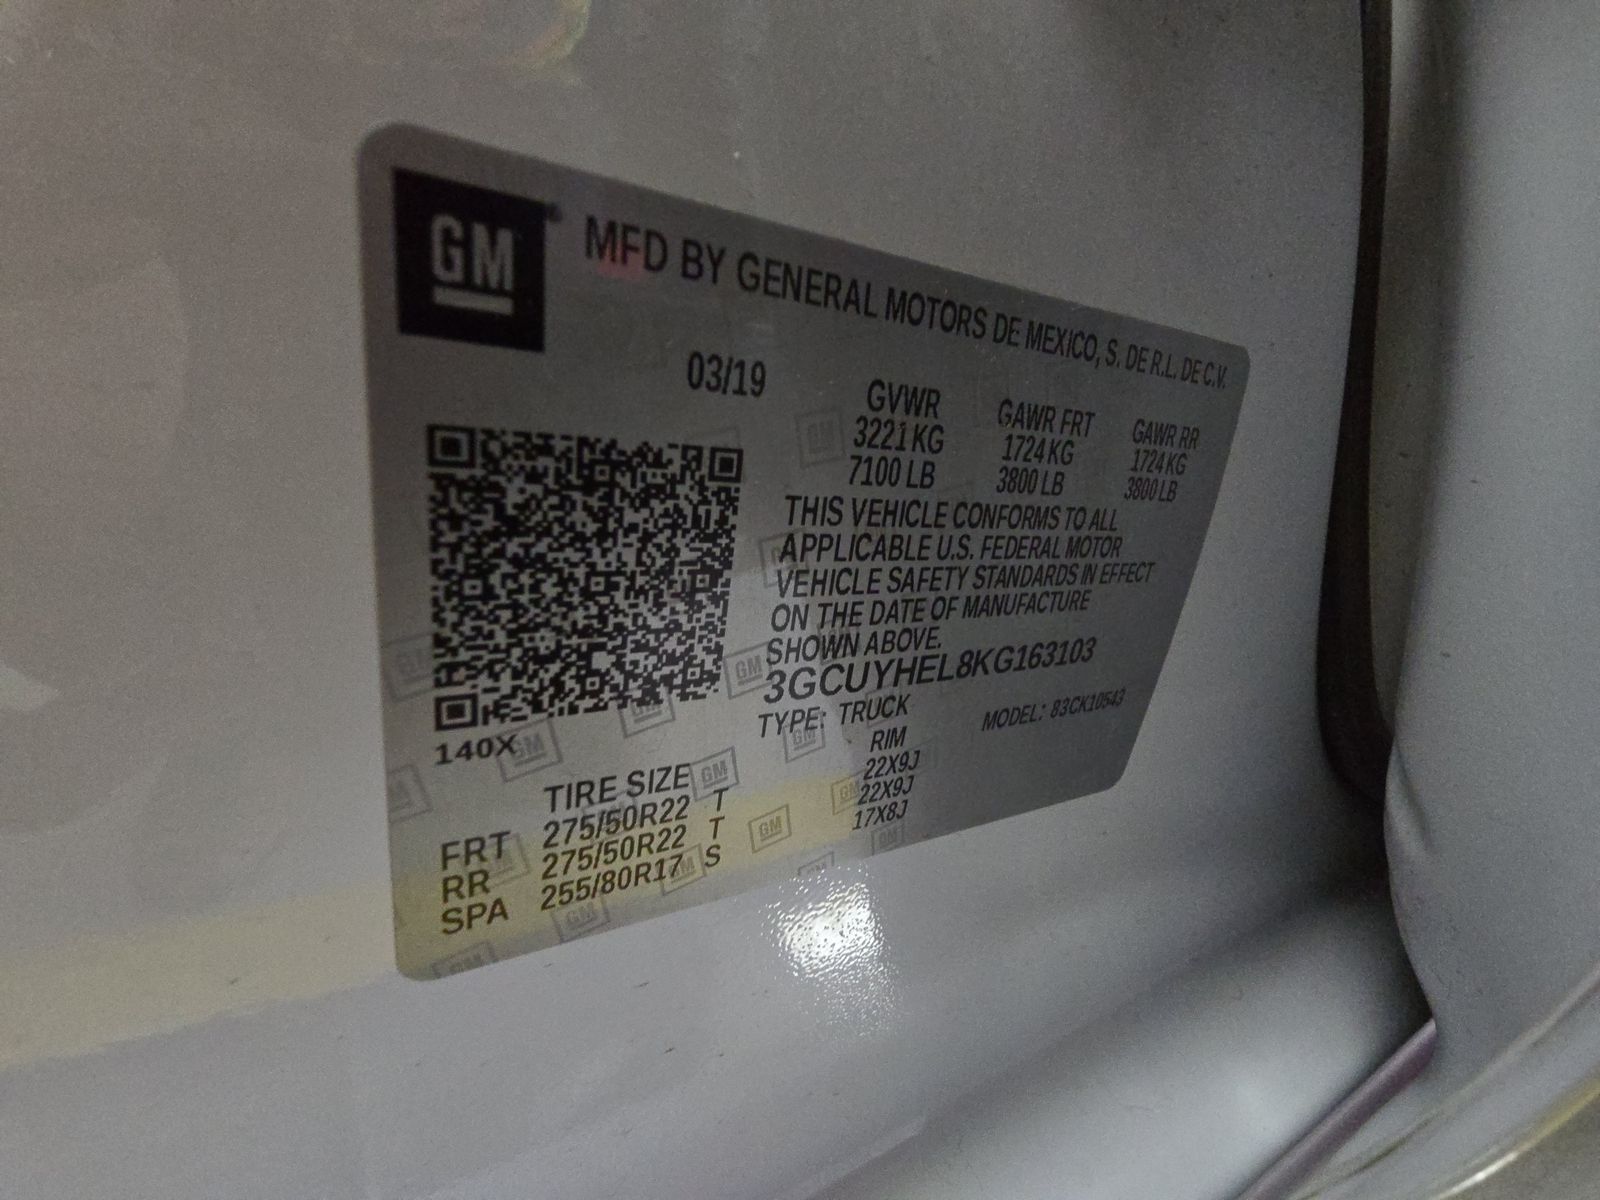 GM
MFD BY GENERAL MOTORS DE MEXICO, S. DE R.L. DE C.V.
03/19
GVWR GAWR FRT GAWR RR
3221 KG 1724 KG 1724 KG
7100 LB 3800 LB 3800 LB
THIS VEHICLE CONFORMS TO ALL
APPLICABLE U.S. FEDERAL MOTOR
VEHICLE SAFETY STANDARDS IN EFFECT
ON THE DATE OF MANUFACTURE
SHOWN ABOVE.
3GCUYHEL8KG163103
TYPE: TRUCK MODEL: 83CK10543
140X
TIRE SIZE RIM
FRT 275/50R22 T 22X9J
RR 275/50R22 T 22X9J
SPA 255/80R17 S 17X8J